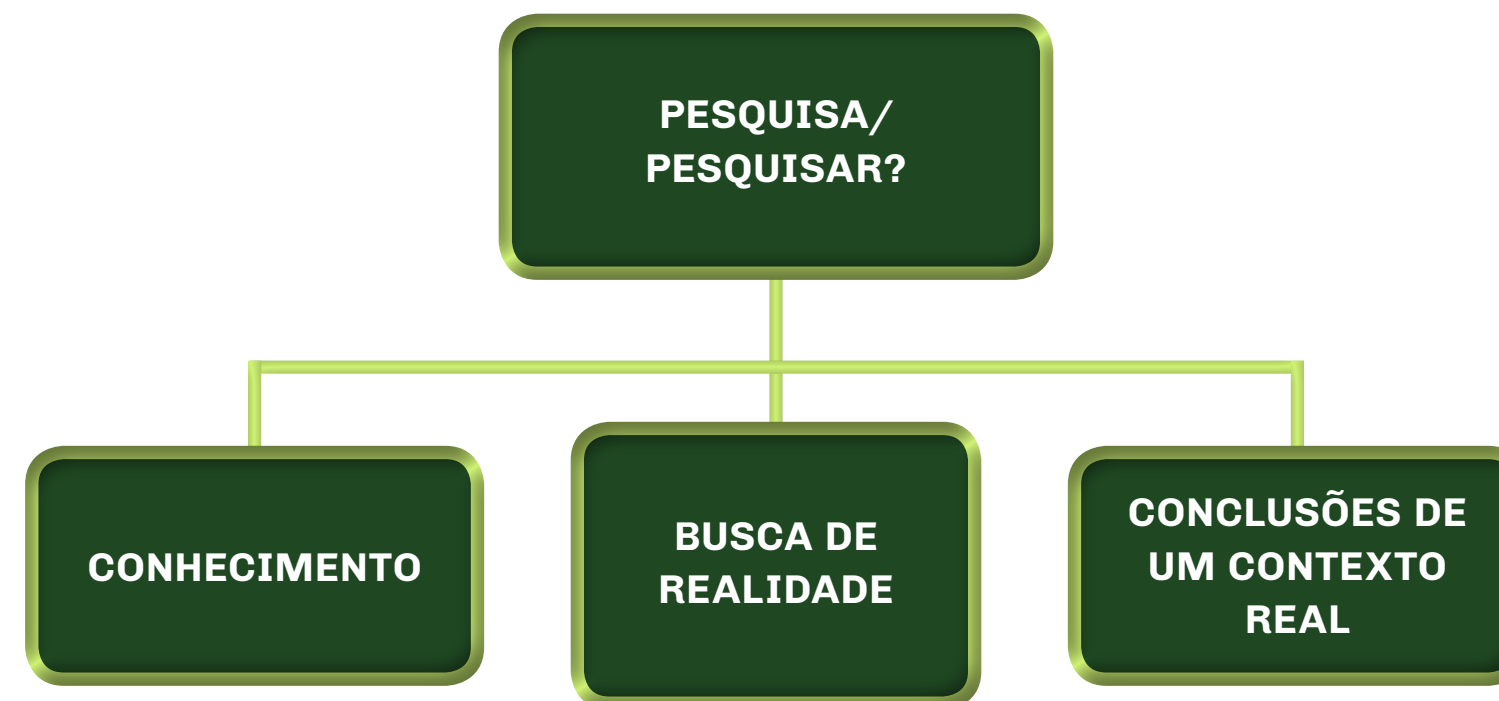 PESQUISA/
PESQUISAR?
CONHECIMENTO
BUSCA DE
REALIDADE
CONCLUSÕES DE
UM CONTEXTO
REAL